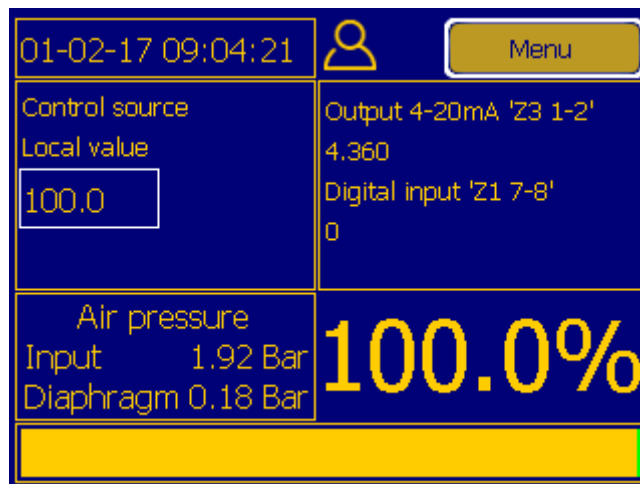 01-02-17 09:04:21
Menu
Control source
Local value
100.0
Output 4-20mA 'Z3 1-2'
4.360
Digital input 'Z1 7-8'
0
Air pressure
Input 1.92 Bar
Diaphragm 0.18 Bar
100.0%